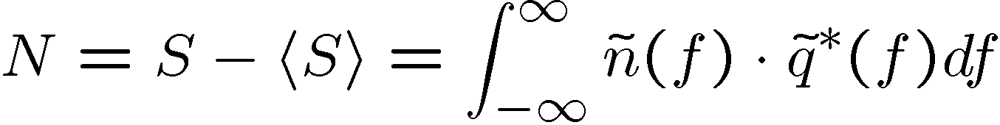 N = S − ⟨S⟩ = ∫_{−∞}^{∞} ñ(f) · q̃*(f)df